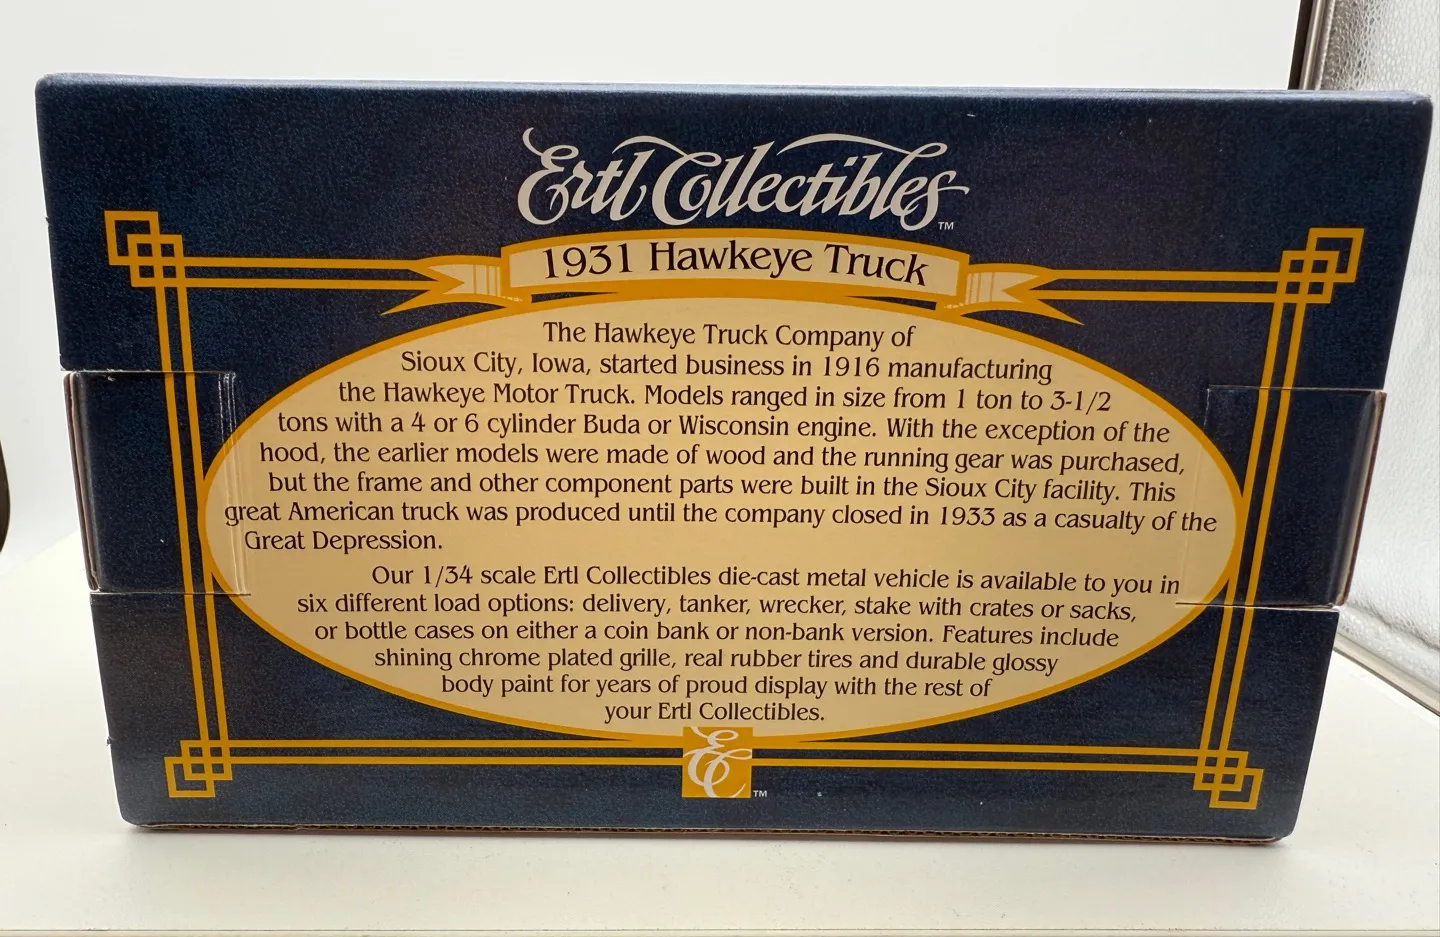 Ertl Collectibles™
1931 Hawkeye Truck
The Hawkeye Truck Company of
Sioux City, Iowa, started business in 1916 manufacturing
the Hawkeye Motor Truck. Models ranged in size from 1 ton to 3-1/2
tons with a 4 or 6 cylinder Buda or Wisconsin engine. With the exception of the
hood, the earlier models were made of wood and the running gear was purchased,
but the frame and other component parts were built in the Sioux City facility. This
great American truck was produced until the company closed in 1933 as a casualty of the
Great Depression.
Our 1/34 scale Ertl Collectibles die-cast metal vehicle is available to you in
six different load options: delivery, tanker, wrecker, stake with crates or sacks,
or bottle cases on either a coin bank or non-bank version. Features include
shining chrome plated grille, real rubber tires and durable glossy
body paint for years of proud display with the rest of
your Ertl Collectibles.
EC™